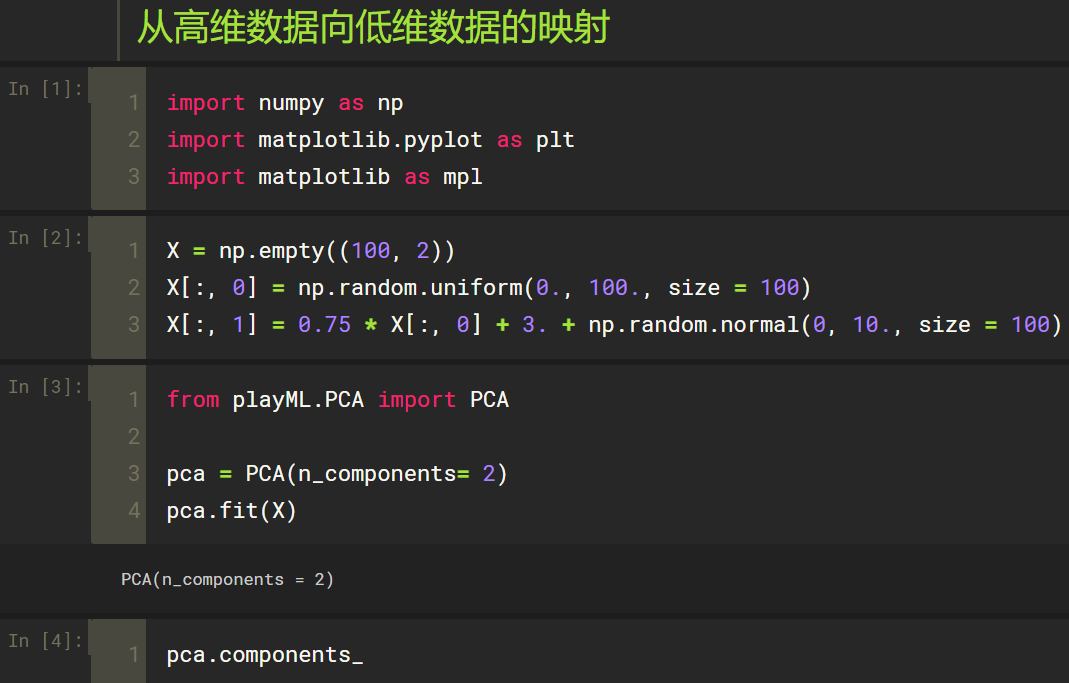 从高维数据向低维数据的映射
In [1]:
1 import numpy as np
2 import matplotlib.pyplot as plt
3 import matplotlib as mpl
In [2]:
1 X = np.empty((100, 2))
2 X[:, 0] = np.random.uniform(0., 100., size = 100)
3 X[:, 1] = 0.75 * X[:, 0] + 3. + np.random.normal(0, 10., size = 100)
In [3]:
1 from playML.PCA import PCA
2
3 pca = PCA(n_components= 2)
4 pca.fit(X)
PCA(n_components = 2)
In [4]:
1 pca.components_